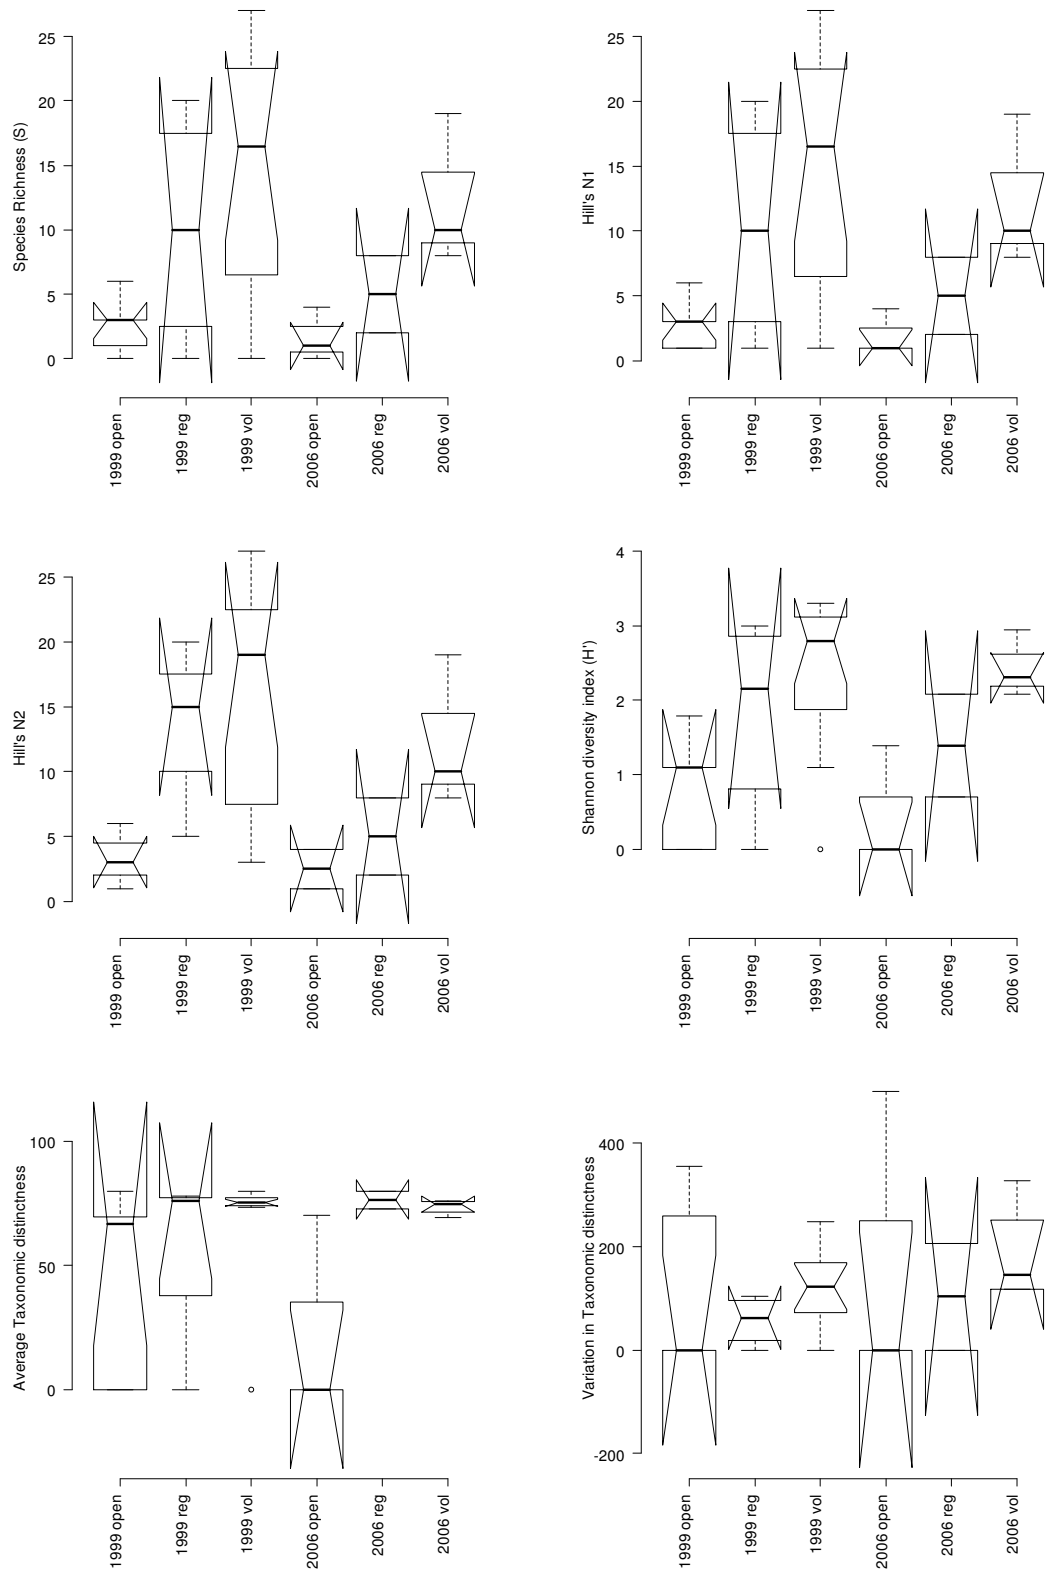 Species Richness (S)
25
20
15
10
5
0
1999 open
1999 reg
1999 vol
2006 open
2006 reg
2006 vol
Hill's N1
25
20
15
10
5
0
1999 open
1999 reg
1999 vol
2006 open
2006 reg
2006 vol
Hill's N2
25
20
15
10
5
0
1999 open
1999 reg
1999 vol
2006 open
2006 reg
2006 vol
Shannon diversity index (H')
4
3
2
1
0
1999 open
1999 reg
1999 vol
2006 open
2006 reg
2006 vol
Average Taxonomic distinctness
100
50
0
1999 open
1999 reg
1999 vol
2006 open
2006 reg
2006 vol
Variation in Taxonomic distinctness
400
200
0
-200
1999 open
1999 reg
1999 vol
2006 open
2006 reg
2006 vol